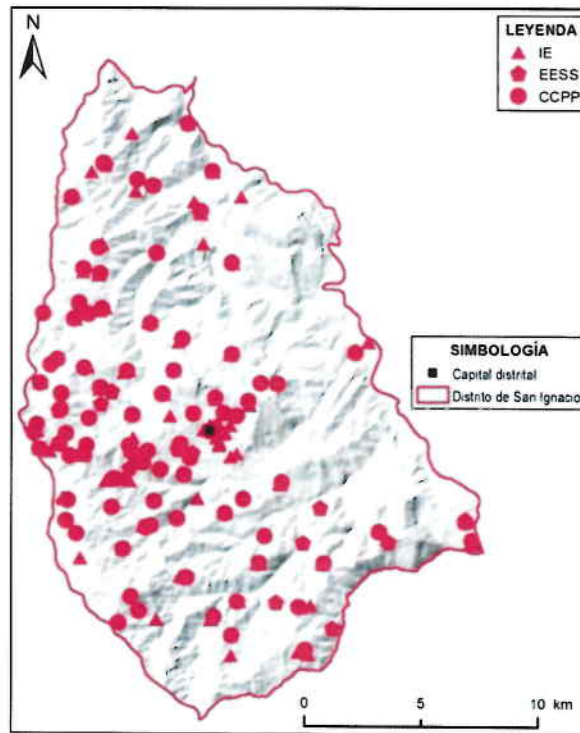 N
LEYENDA
IE
EESS
CCPP
SIMBOLOGÍA
Capital distrital
Distrito de San Ignacio
0 5 10 km